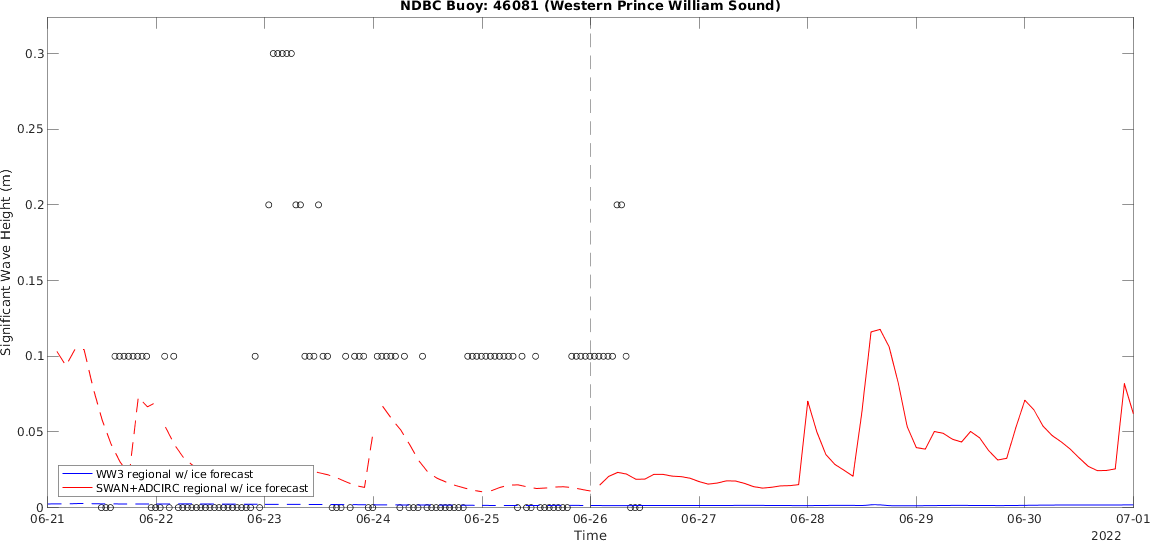 NDBC Buoy: 46081 (Western Prince William Sound)
0.3
0.25
0.2
0.15
0.1
0.05
0
Significant Wave Height (m)
WW3 regional w/ ice forecast
SWAN+ADCIRC regional w/ ice forecast
06-21 06-22 06-23 06-24 06-25 06-26 06-27 06-28 06-29 06-30 07-01
Time
2022